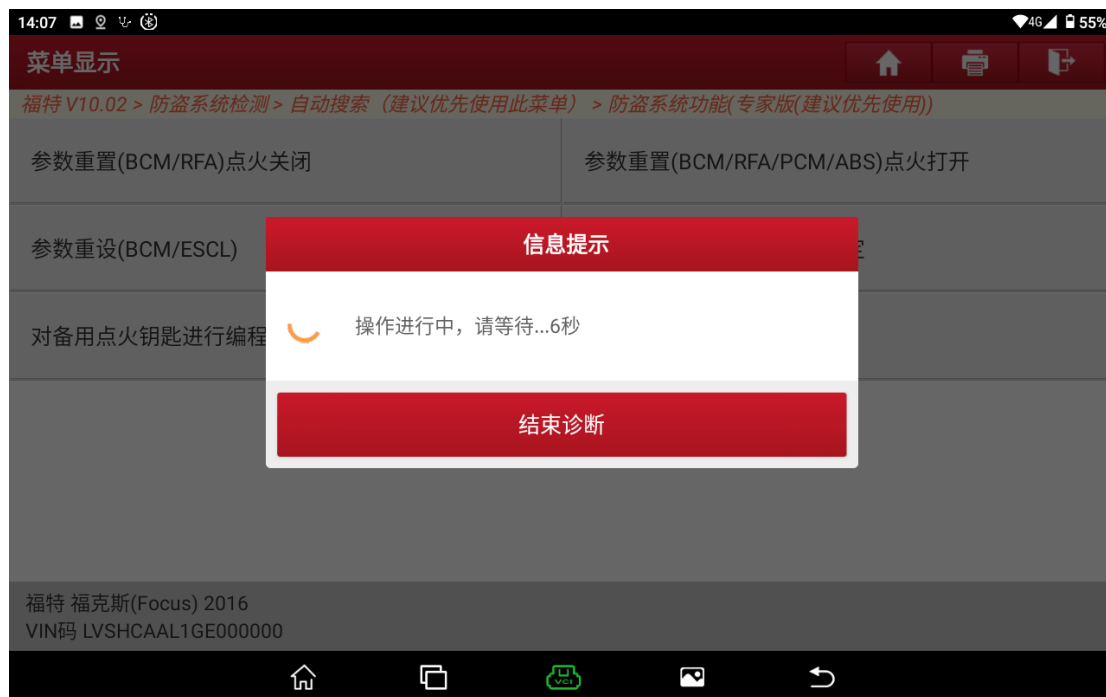 14:07 4G 55%
菜单显示
福特 V10.02 > 防盗系统检测 > 自动搜索（建议优先使用此菜单） > 防盗系统功能(专家版(建议优先使用))
参数重置(BCM/RFA)点火关闭
参数重置(BCM/RFA/PCM/ABS)点火打开
参数重设(BCM/ESCL)
信息提示
对备用点火钥匙进行编程
操作进行中，请等待...6秒
结束诊断
福特 福克斯(Focus) 2016
VIN码 LVSHCAAL1GE000000
VCI